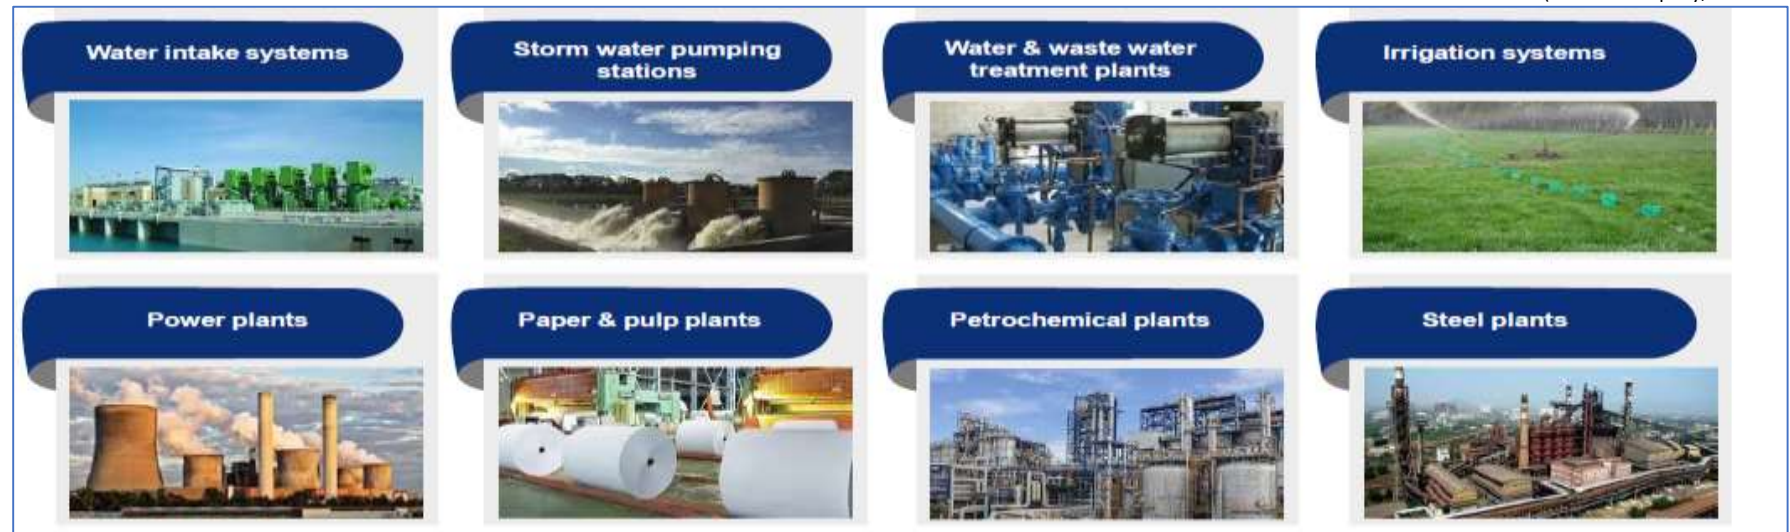 Water intake systems
Storm water pumping
stations
Water & waste water
treatment plants
Irrigation systems
Power plants
Paper & pulp plants
Petrochemical plants
Steel plants